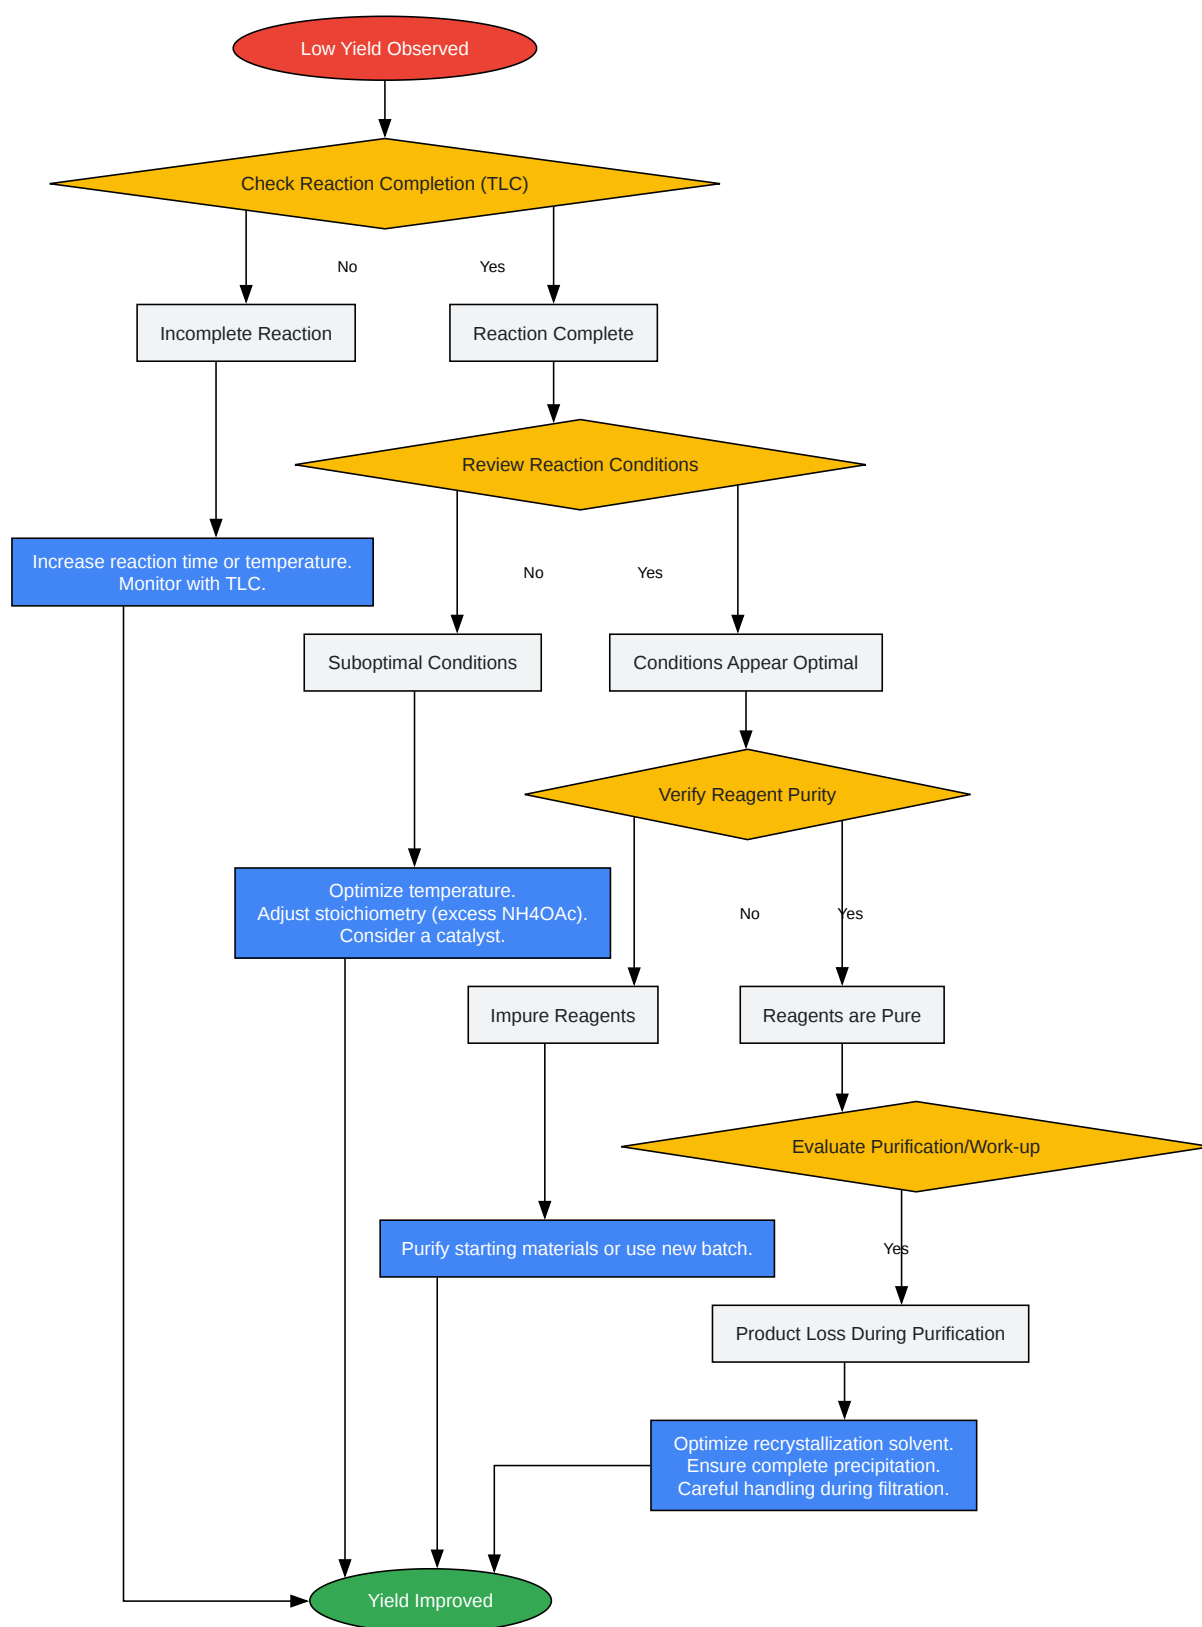 Low Yield Observed
Check Reaction Completion (TLC)
No
Yes
Incomplete Reaction
Reaction Complete
Review Reaction Conditions
Increase reaction time or temperature.
Monitor with TLC.
No
Yes
Suboptimal Conditions
Conditions Appear Optimal
Verify Reagent Purity
Optimize temperature.
Adjust stoichiometry (excess NH4OAc).
Consider a catalyst.
No
Yes
Impure Reagents
Reagents are Pure
Evaluate Purification/Work-up
Purify starting materials or use new batch.
Yes
Product Loss During Purification
Optimize recrystallization solvent.
Ensure complete precipitation.
Careful handling during filtration.
Yield Improved